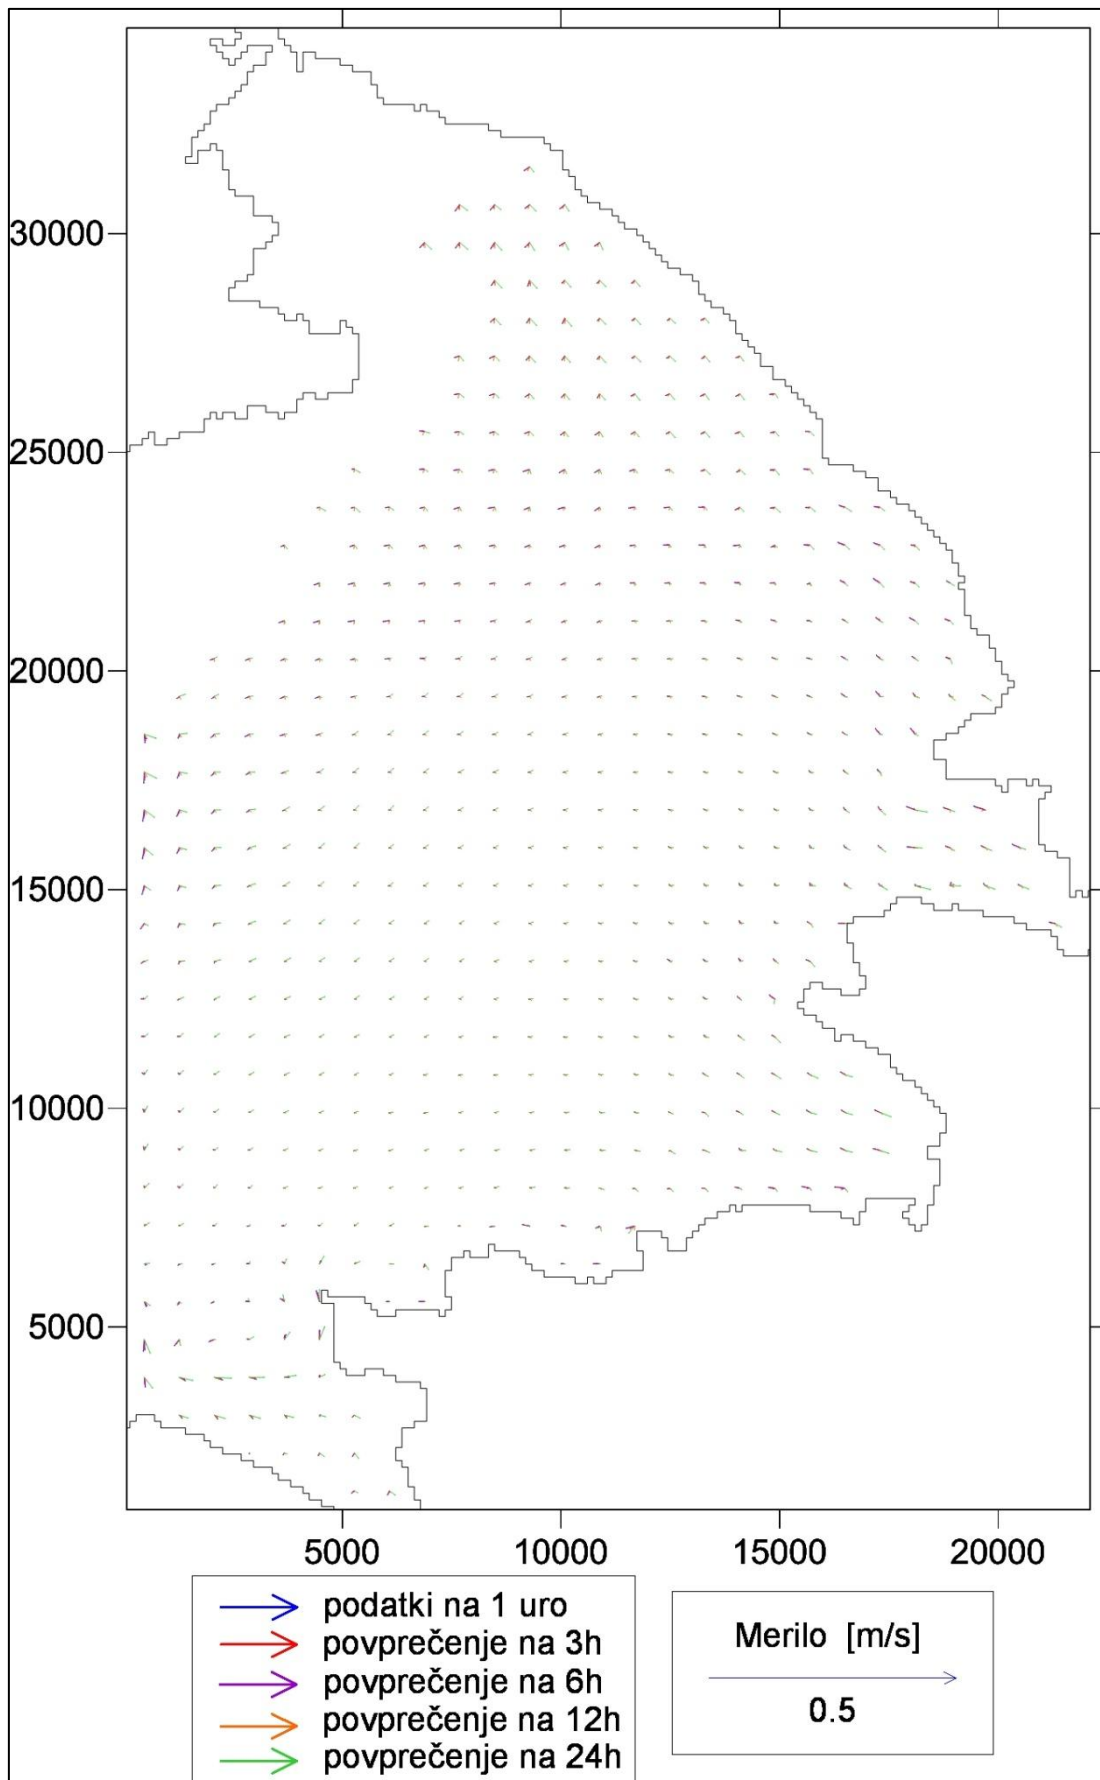 30000
25000
20000
15000
10000
5000
5000 10000 15000 20000
podatki na 1 uro
povprečenje na 3h
povprečenje na 6h
povprečenje na 12h
povprečenje na 24h
Merilo [m/s]
0.5